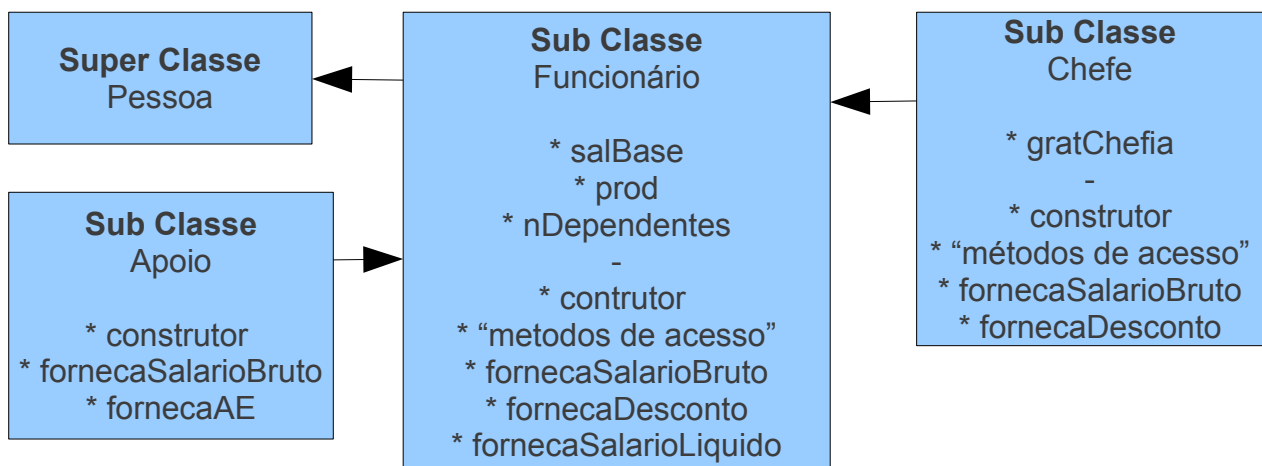 Super Classe
Pessoa
Sub Classe
Apoio
* construtor
* fornecaSalarioBruto
* fornecaAE
Sub Classe
Funcionário
* salBase
* prod
* nDependentes
-
* contrutor
* “metodos de acesso”
* fornecaSalarioBruto
* fornecaDesconto
* fornecaSalarioLiquido
Sub Classe
Chefe
* gratChefia
-
* construtor
* “métodos de acesso”
* fornecaSalarioBruto
* fornecaDesconto